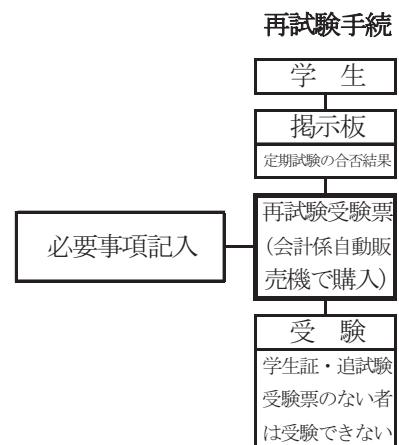 再試験手続
学　生
掲示板
定期試験の合否結果
再試験受験票
(会計係自動販
売機で購入)
必要事項記入
受　験
学生証・追試験
受験票のない者
は受験できない